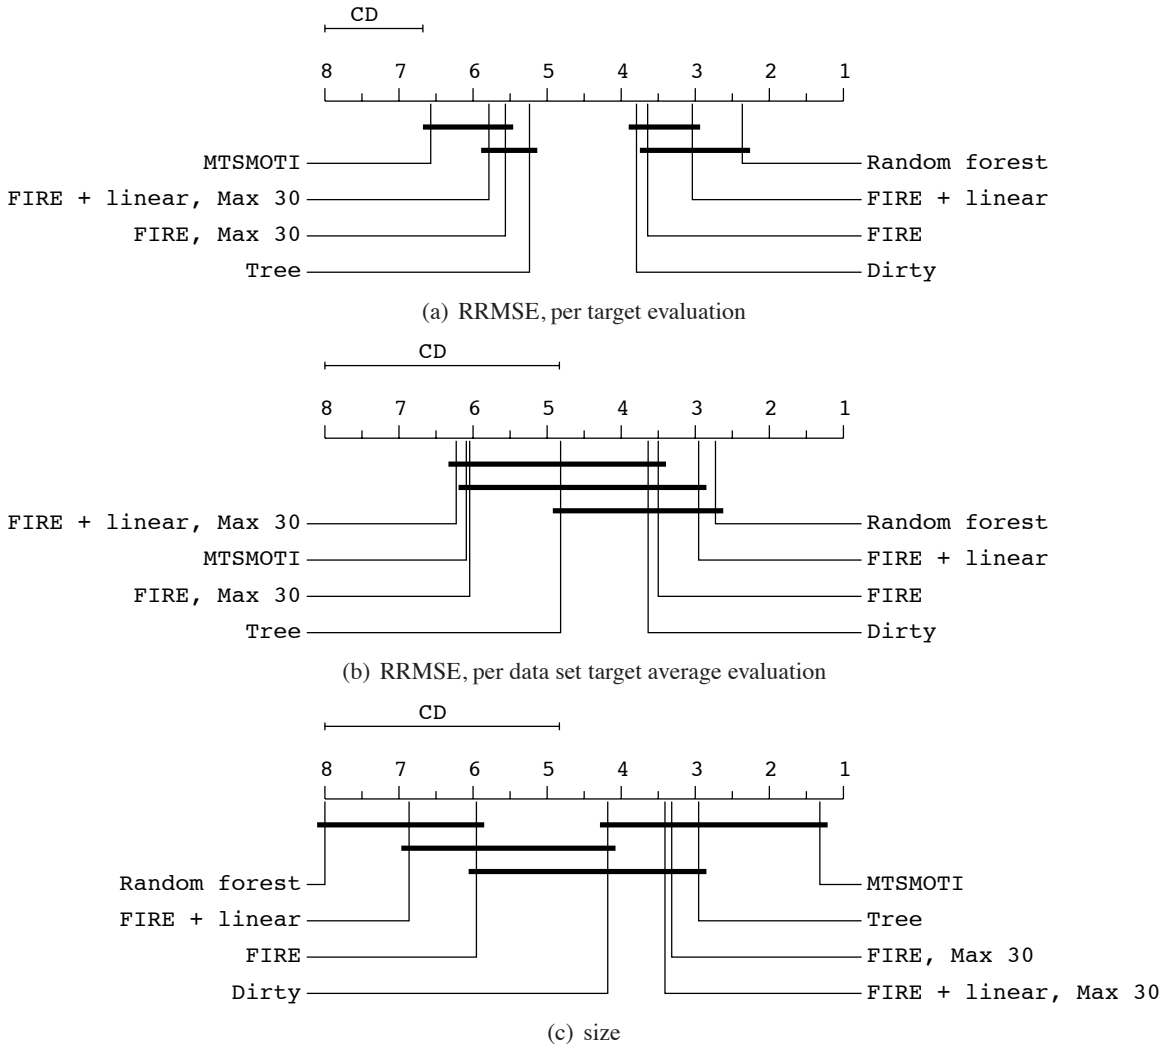 CD
8 7 6 5 4 3 2 1
MTSMOTI Random forest
FIRE + linear, Max 30 FIRE + linear
FIRE, Max 30 FIRE
Tree Dirty
(a) RRMSE, per target evaluation
CD
8 7 6 5 4 3 2 1
FIRE + linear, Max 30 Random forest
MTSMOTI FIRE + linear
FIRE, Max 30 FIRE
Tree Dirty
(b) RRMSE, per data set target average evaluation
CD
8 7 6 5 4 3 2 1
Random forest MTSMOTI
FIRE + linear Tree
FIRE FIRE, Max 30
Dirty FIRE + linear, Max 30
(c) size